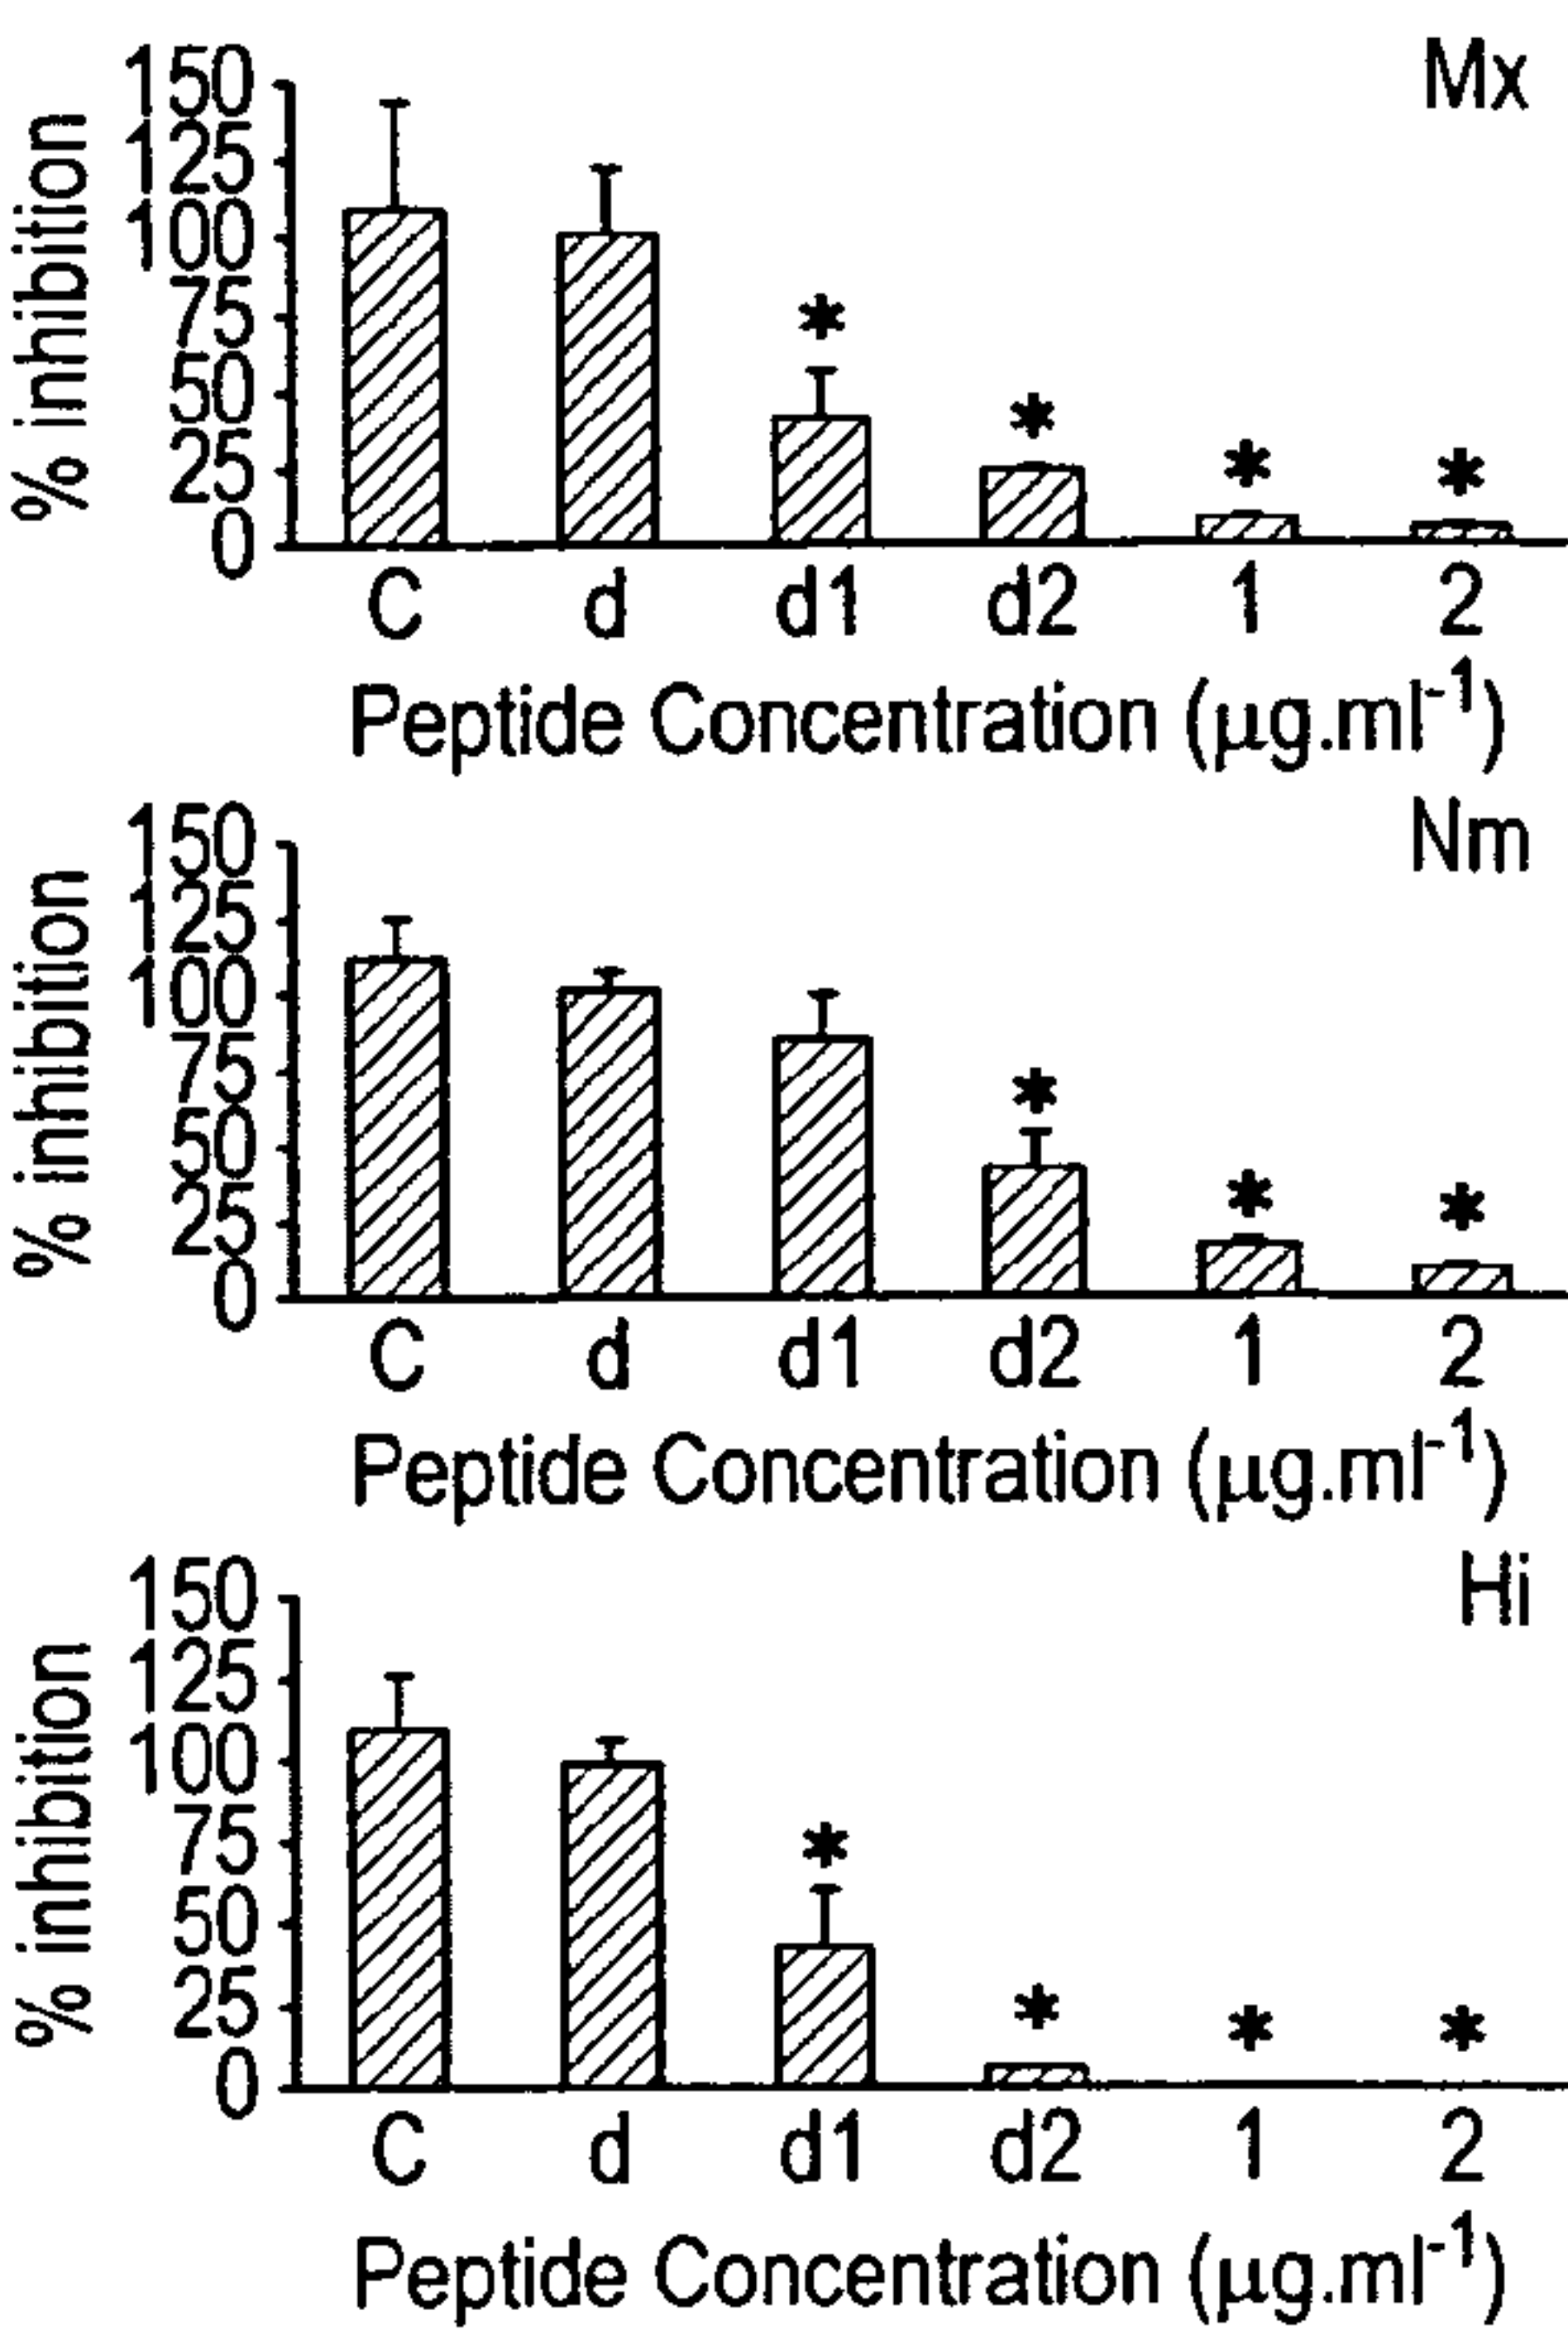 Mx
% inhibition
150
125
100
75
50
25
0
* * * *
C d d1 d2 1 2
Peptide Concentration (µg.ml-1)
Nm
% inhibition
150
125
100
75
50
25
0
* * *
C d d1 d2 1 2
Peptide Concentration (µg.ml-1)
Hi
% inhibition
150
125
100
75
50
25
0
* * * *
C d d1 d2 1 2
Peptide Concentration (µg.ml-1)